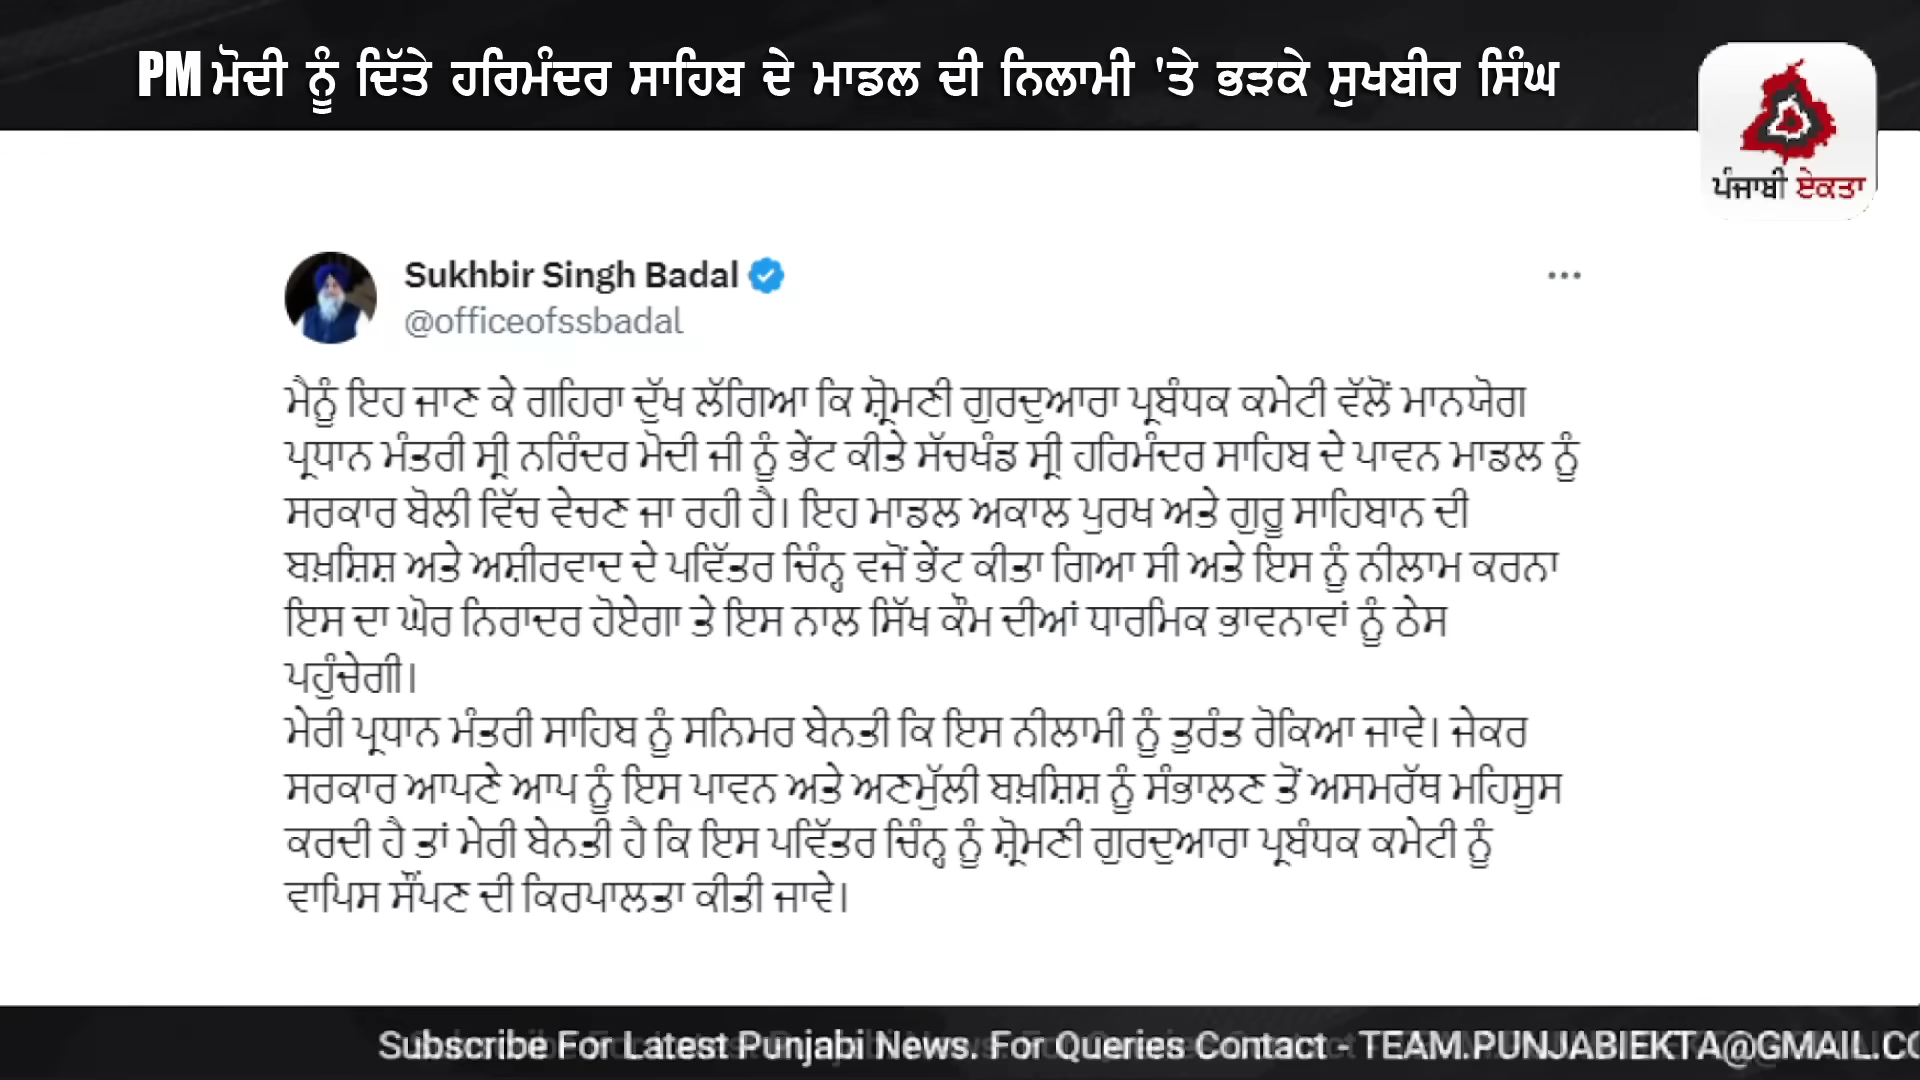 PM ਮੋਦੀ ਨੂੰ ਦਿੱਤੇ ਹਰਿਮੰਦਰ ਸਾਹਿਬ ਦੇ ਮਾਡਲ ਦੀ ਨਿਲਾਮੀ 'ਤੇ ਭੜਕੇ ਸੁਖਬੀਰ ਸਿੰਘ
ਪੰਜਾਬੀ ਏਕਤਾ
Sukhbir Singh Badal
@officeofssbadal
ਮੈਨੂੰ ਇਹ ਜਾਣ ਕੇ ਗਹਿਰਾ ਦੁੱਖ ਲੱਗਿਆ ਕਿ ਸ਼੍ਰੋਮਣੀ ਗੁਰਦੁਆਰਾ ਪ੍ਰਬੰਧਕ ਕਮੇਟੀ ਵੱਲੋਂ ਮਾਨਯੋਗ
ਪ੍ਰਧਾਨ ਮੰਤਰੀ ਸ੍ਰੀ ਨਰਿੰਦਰ ਮੋਦੀ ਜੀ ਨੂੰ ਭੇਂਟ ਕੀਤੇ ਸੱਚਖੰਡ ਸ੍ਰੀ ਹਰਿਮੰਦਰ ਸਾਹਿਬ ਦੇ ਪਾਵਨ ਮਾਡਲ ਨੂੰ
ਸਰਕਾਰ ਬੋਲੀ ਵਿੱਚ ਵੇਚਣ ਜਾ ਰਹੀ ਹੈ। ਇਹ ਮਾਡਲ ਅਕਾਲ ਪੁਰਖ ਅਤੇ ਗੁਰੂ ਸਾਹਿਬਾਨ ਦੀ
ਬਖ਼ਸ਼ਿਸ਼ ਅਤੇ ਅਸ਼ੀਰਵਾਦ ਦੇ ਪਵਿੱਤਰ ਚਿੰਨ੍ਹ ਵਜੋਂ ਭੇਂਟ ਕੀਤਾ ਗਿਆ ਸੀ ਅਤੇ ਇਸ ਨੂੰ ਨੀਲਾਮ ਕਰਨਾ
ਇਸ ਦਾ ਘੋਰ ਨਿਰਾਦਰ ਹੋਏਗਾ ਤੇ ਇਸ ਨਾਲ ਸਿੱਖ ਕੌਮ ਦੀਆਂ ਧਾਰਮਿਕ ਭਾਵਨਾਵਾਂ ਨੂੰ ਠੇਸ
ਪਹੁੰਚੇਗੀ।
ਮੇਰੀ ਪ੍ਰਧਾਨ ਮੰਤਰੀ ਸਾਹਿਬ ਨੂੰ ਸਨਿਮਰ ਬੇਨਤੀ ਕਿ ਇਸ ਨੀਲਾਮੀ ਨੂੰ ਤੁਰੰਤ ਰੋਕਿਆ ਜਾਵੇ। ਜੇਕਰ
ਸਰਕਾਰ ਆਪਣੇ ਆਪ ਨੂੰ ਇਸ ਪਾਵਨ ਅਤੇ ਅਣਮੁੱਲੀ ਬਖ਼ਸ਼ਿਸ਼ ਨੂੰ ਸੰਭਾਲਣ ਤੋਂ ਅਸਮਰੱਥ ਮਹਿਸੂਸ
ਕਰਦੀ ਹੈ ਤਾਂ ਮੇਰੀ ਬੇਨਤੀ ਹੈ ਕਿ ਇਸ ਪਵਿੱਤਰ ਚਿੰਨ੍ਹ ਨੂੰ ਸ਼੍ਰੋਮਣੀ ਗੁਰਦੁਆਰਾ ਪ੍ਰਬੰਧਕ ਕਮੇਟੀ ਨੂੰ
ਵਾਪਿਸ ਸੌਂਪਣ ਦੀ ਕਿਰਪਾਲਤਾ ਕੀਤੀ ਜਾਵੇ।
Subscribe For Latest Punjabi News. For Queries Contact - TEAM.PUNJABIEKTA@GMAIL.CO